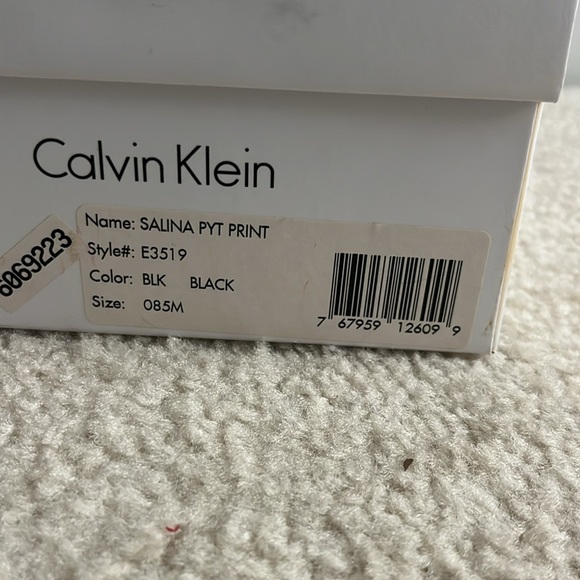 Calvin Klein
6069223
Name: SALINA PYT PRINT
Style#: E3519
Color: BLK BLACK
Size: 085M
7 67959 12609 9